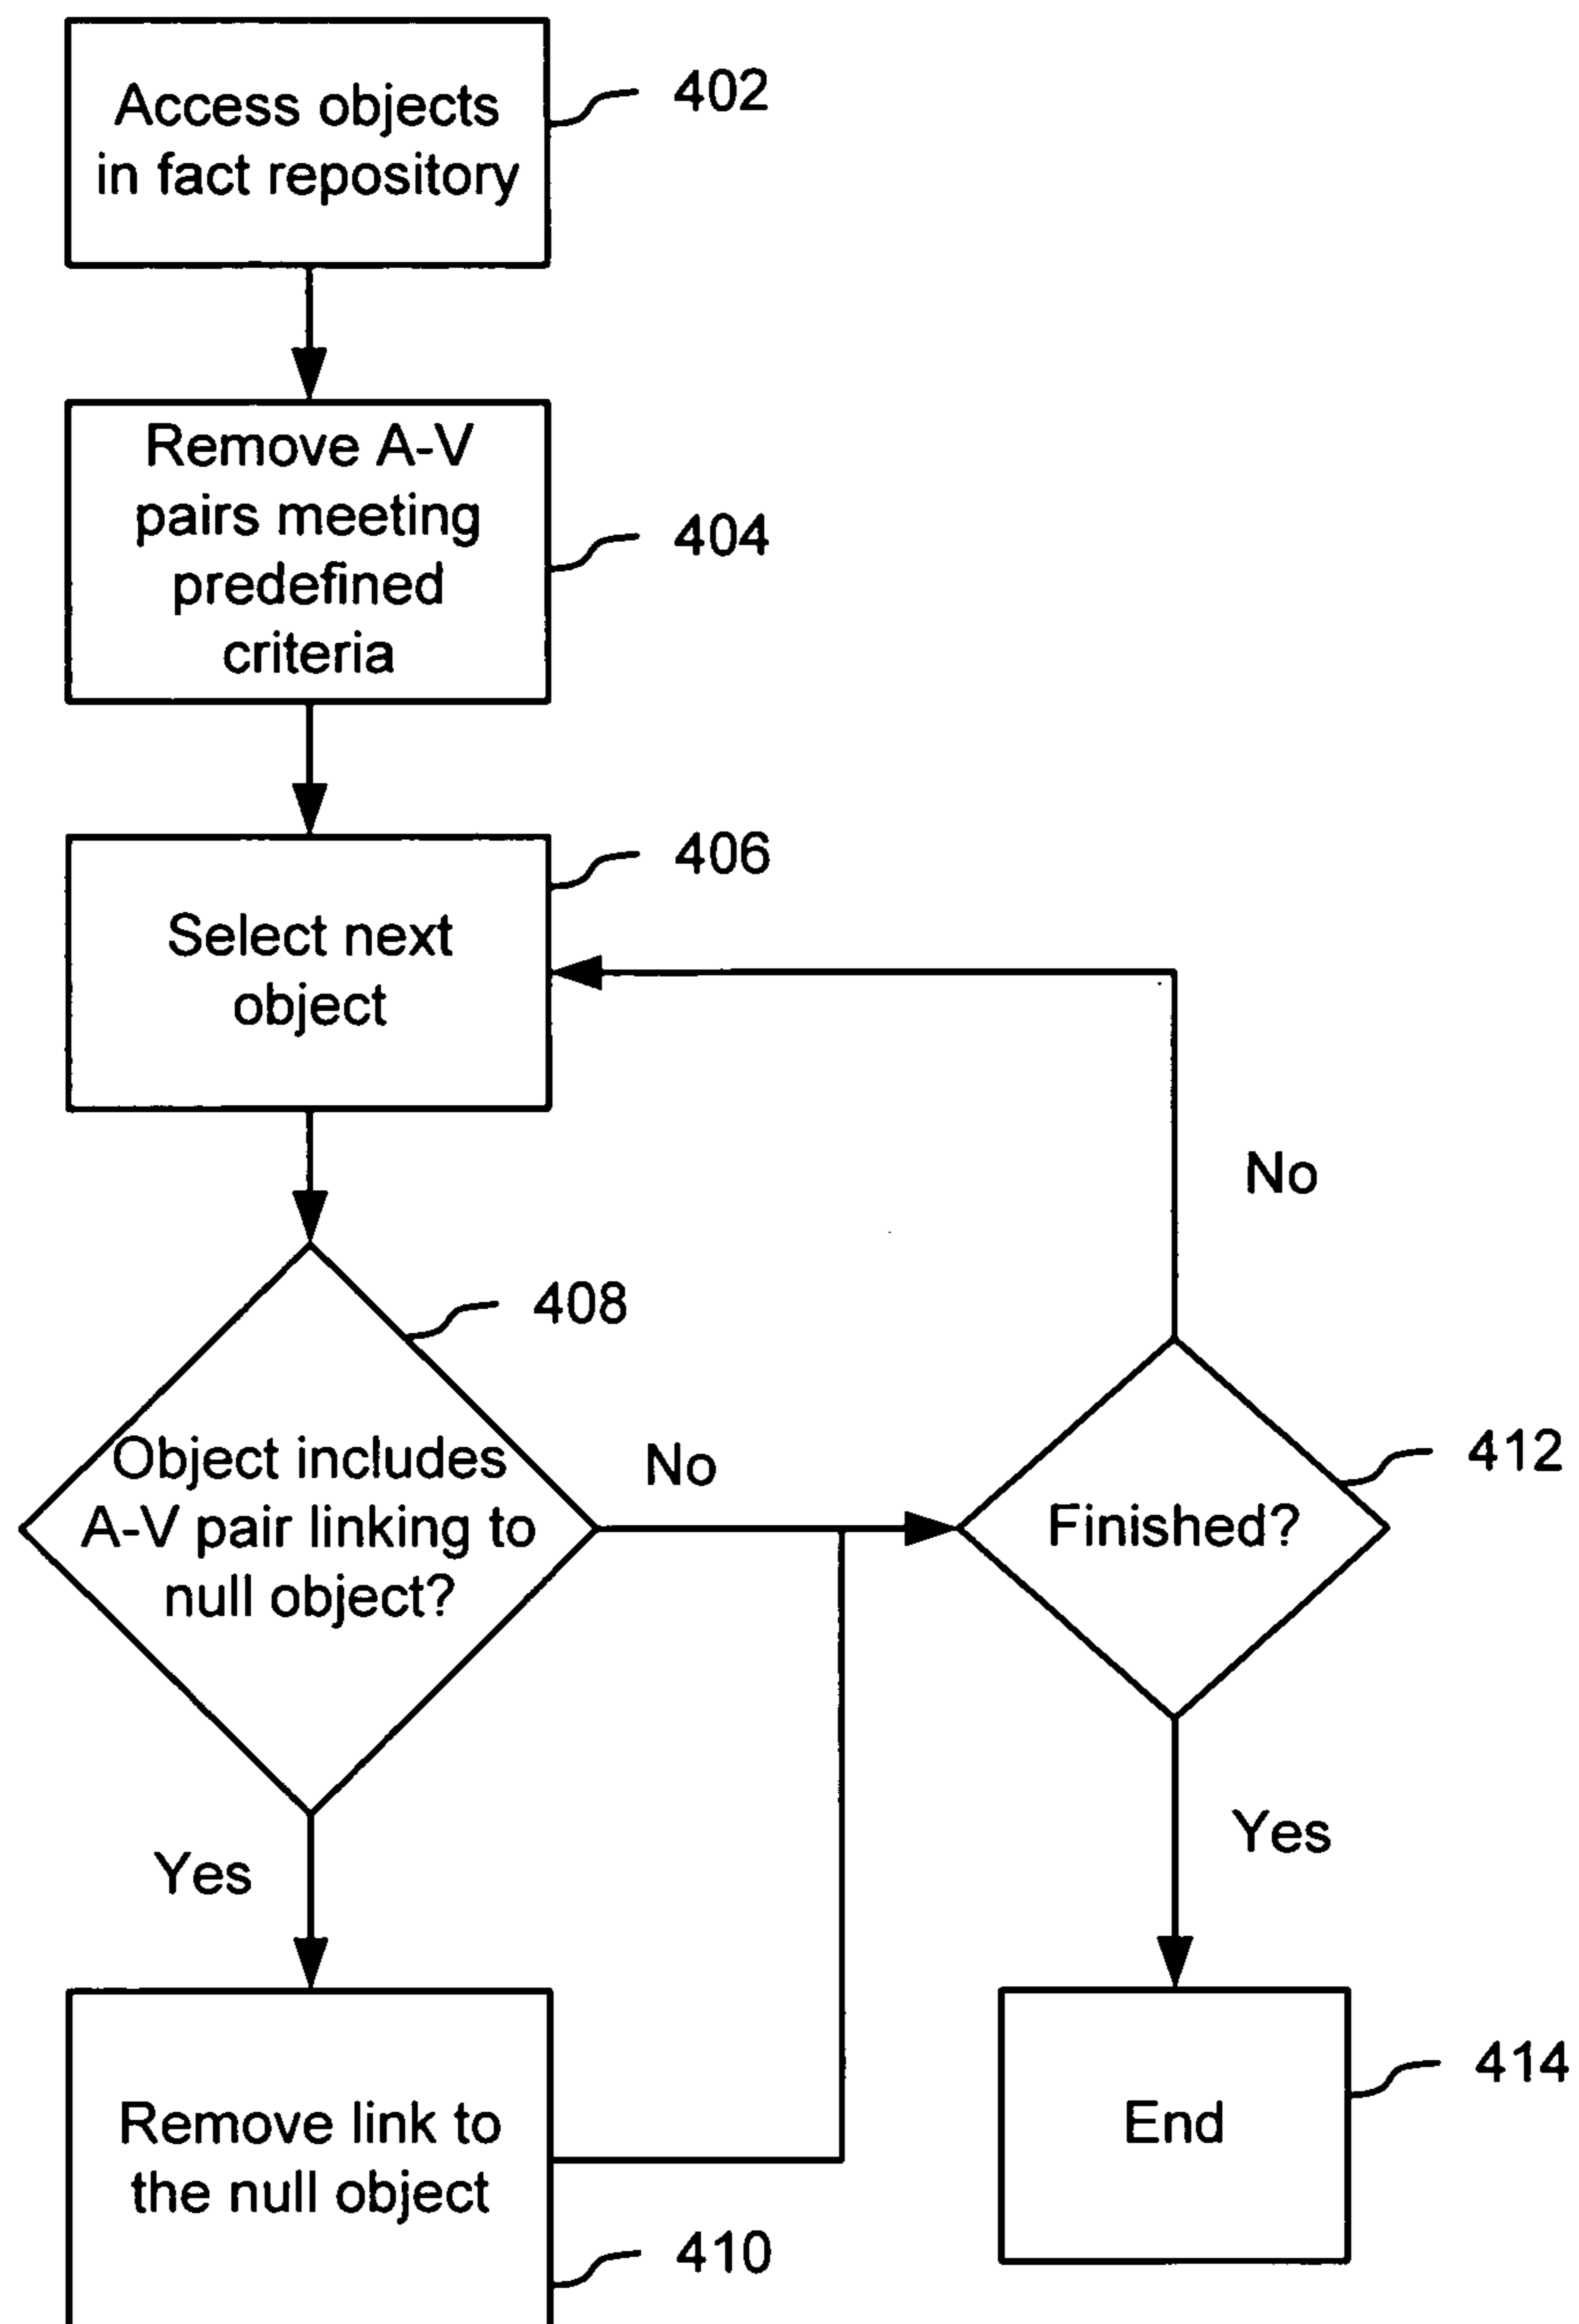 Access objects
in fact repository
402
Remove A-V
pairs meeting
predefined
criteria
404
406
Select next
object
No
408
Object includes
A-V pair linking to
null object?
No
412
Finished?
Yes
Yes
Remove link to
the null object
410
End
414